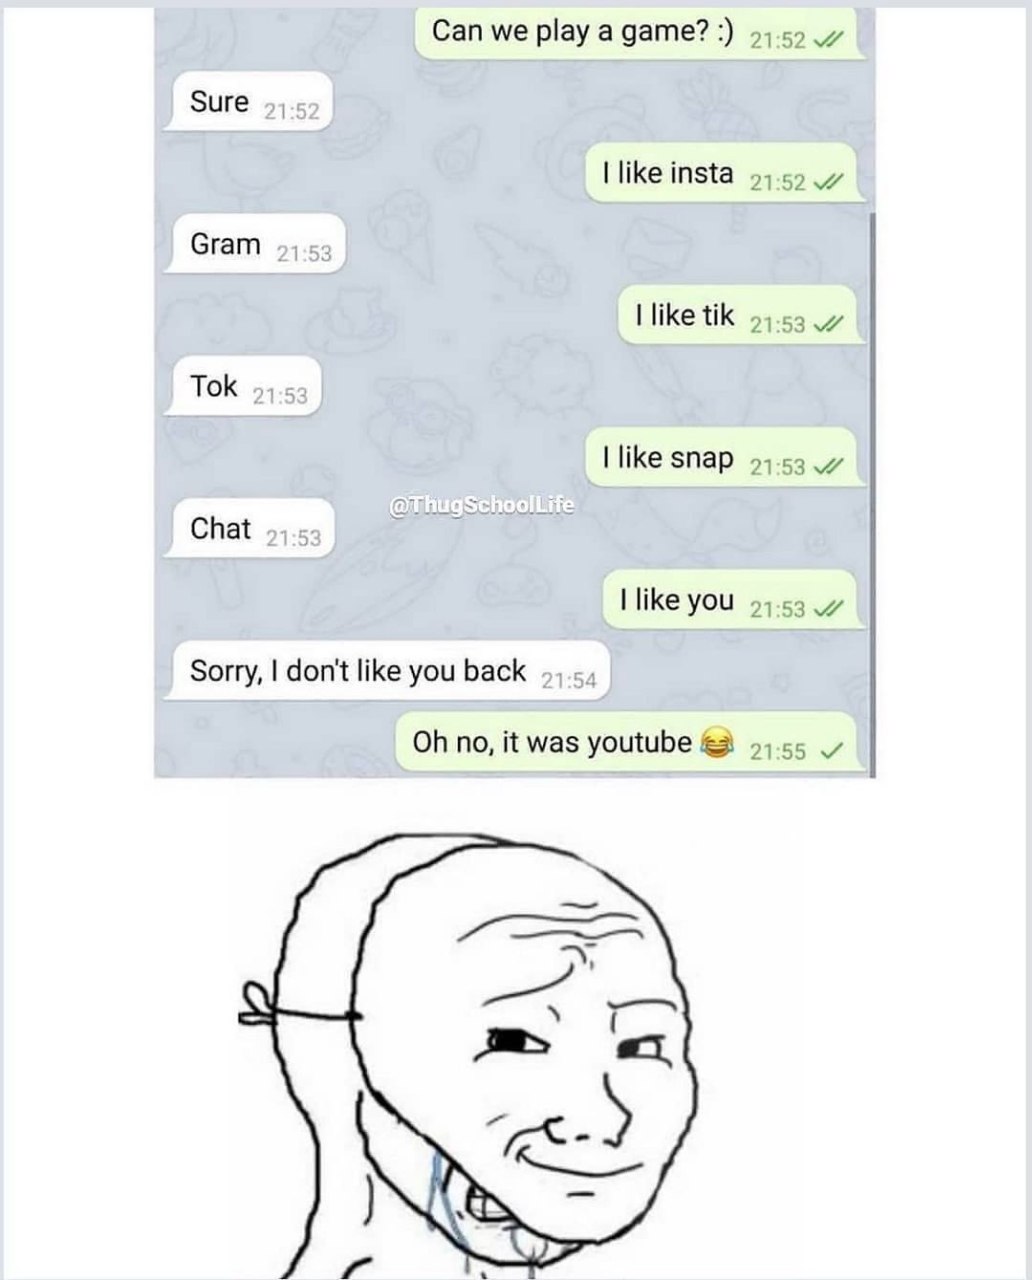 Can we play a game? :) 21:52
Sure 21:52
I like insta 21:52
Gram 21:53
I like tik 21:53
Tok 21:53
I like snap 21:53
@ThugSchoolLife
Chat 21:53
I like you 21:53
Sorry, I don't like you back 21:54
Oh no, it was youtube 😂 21:55